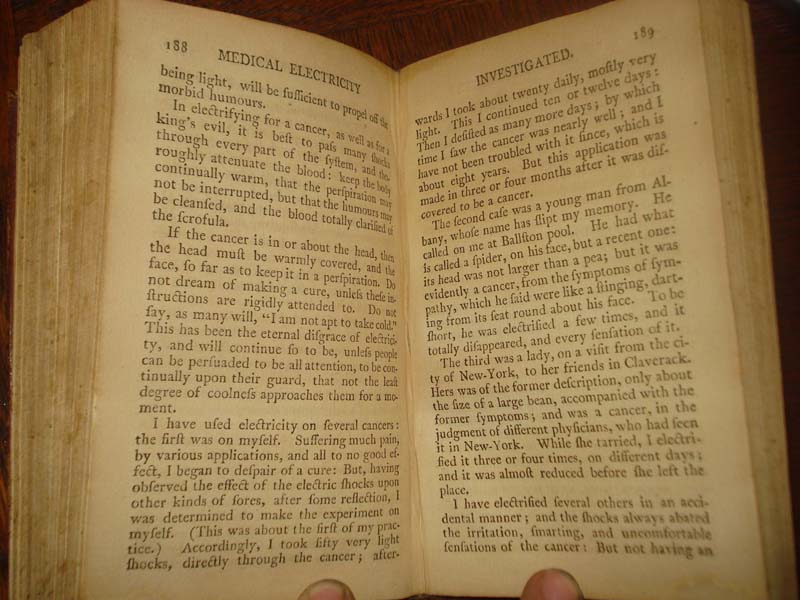 188 MEDICAL ELECTRICITY
being light, will be ſufficient to propel off the
morbid humours.
In electrifying for a cancer, as well as for a
king's evil, it is beſt to paſs many ſhocks
through every part of the ſyſtem, and tho-
roughly attenuate the blood: keep the body
continually warm, that the perſpiration may
not be interrupted, but that the humours may
be cleanſed, and the blood totally clarified of
the ſcrofula.
If the cancer is in or about the head, then
the head muſt be warmly covered, and the
face, ſo far as to keep it in a perſpiration. Do
not dream of making a cure, unleſs theſe in-
ſtructions are rigidly attended to. Do not
ſay, as many will, "I am not apt to take cold."
This has been the eternal diſgrace of electrici-
ty, and will continue ſo to be, unleſs people
can be perſuaded to be all attention, to be con-
tinually upon their guard, that not the leaſt
degree of coolneſs approaches them for a mo-
ment.
I have uſed electricity on ſeveral cancers:
the firſt was on myſelf. Suffering much pain,
by various applications, and all to no good ef-
fect, I began to deſpair of a cure: But, having
obſerved the effect of the electric ſhocks upon
other kinds of ſores, after ſome reflection, I
was determined to make the experiment on
myſelf. (This was about the firſt of my prac-
tice.) Accordingly, I took fifty very light
ſhocks, directly through the cancer; after-
INVESTIGATED. 189
wards I took about twenty daily, moſtly very
light. This I continued ten or twelve days:
Then I deſiſted as many more days; by which
time I ſaw the cancer was nearly well; and I
have not been troubled with it ſince, which is
about eight years. But this application was
made in three or four months after it was diſ-
covered to be a cancer.
The ſecond caſe was a young man from Al-
bany, whoſe name has ſlipt my memory. He
called on me at Ballſton pool. He had what
is called a ſpider, on his face, but a recent one:
its head was not larger than a pea; but it was
evidently a cancer, from the ſymptoms of ſym-
pathy, which he ſaid were like a ſtinging, dart-
ing from its ſeat round about his face. To be
ſhort, he was electrified a few times, and it
totally diſappeared, and every ſenſation of it.
The third was a lady, on a viſit from the ci-
ty of New-York, to her friends in Claverack.
Hers was of the former deſcription, only about
the ſize of a large bean, accompanied with the
former ſymptoms; and was a cancer, in the
judgment of different phyſicians, who had ſeen
it in New-York. While ſhe tarried, I electri-
fied it three or four times, on different days;
and it was almoſt reduced before ſhe left the
place.
I have electrified ſeveral others in an acci-
dental manner; and the ſhocks always abated
the irritation, ſmarting, and uncomfortable
ſenſations of the cancer: But not having an